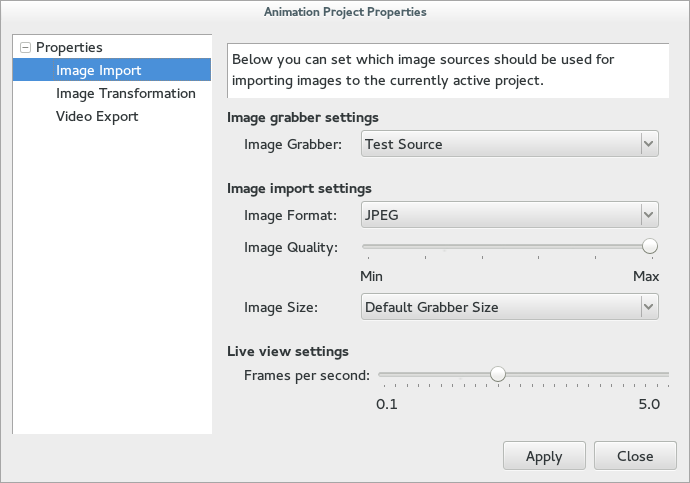 Animation Project Properties
Properties
Image Import
Image Transformation
Video Export
Below you can set which image sources should be used for
importing images to the currently active project.
Image grabber settings
Image Grabber: Test Source
Image import settings
Image Format: JPEG
Image Quality:
Min Max
Image Size: Default Grabber Size
Live view settings
Frames per second:
0.1 5.0
Apply Close